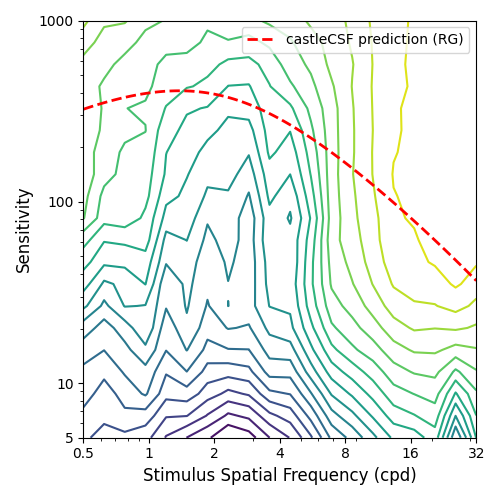 1000
castleCSF prediction (RG)
100
10
5
Sensitivity
0.5 1 2 4 8 16 32
Stimulus Spatial Frequency (cpd)